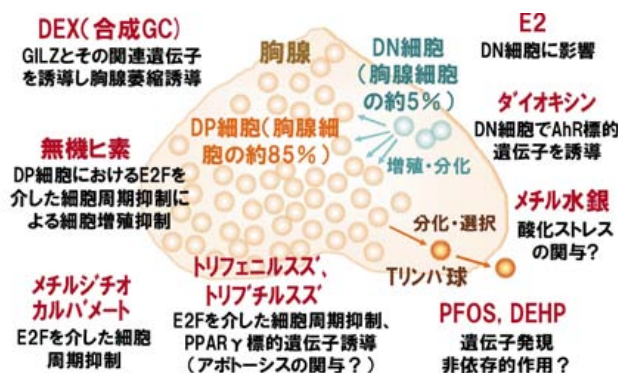 DEX(合成GC)
GILZとその関連遺伝子
を誘導し胸腺萎縮誘導
胸腺
DN細胞
(胸腺細胞
の約5%)
E2
DN細胞に影響
ダイオキシン
DN細胞でAhR標的
遺伝子を誘導
DP細胞(胸腺細
胞の約85%)
増殖・分化
無機ヒ素
DP細胞におけるE2Fを
介した細胞周期抑制に
よる細胞増殖抑制
分化・選択
Tリンパ球
メチル水銀
酸化ストレス
の関与?
メチルジチオ
カルバメート
E2Fを介した細胞
周期抑制
トリフェニルスズ、
トリブチルスズ
E2Fを介した細胞周期抑制、
PPARγ標的遺伝子誘導
(アポトーシスの関与?)
PFOS, DEHP
遺伝子発現
非依存的作用?